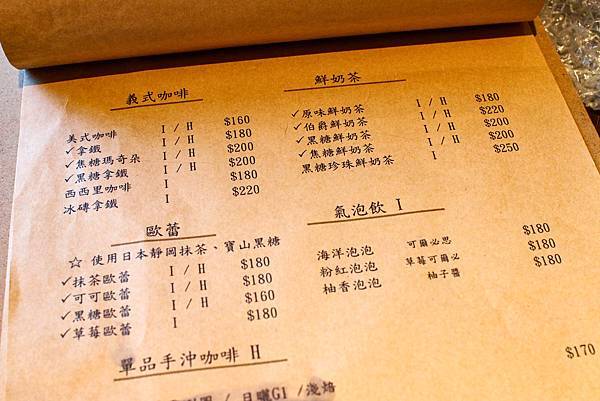 義式咖啡
美式咖啡 I / H $160
✓拿鐵 I / H $180
✓焦糖瑪奇朵 I / H $200
✓黑糖拿鐵 I / H $200
西西里咖啡 I $180
冰磚拿鐵 I $220
歐蕾
☆ 使用日本靜岡抹茶、寶山黑糖
✓抹茶歐蕾 I / H $180
✓可可歐蕾 I / H $180
✓黑糖歐蕾 I / H $160
✓草莓歐蕾 I $180
單品手沖咖啡 H
/ 日曬G1 /淺焙
鮮奶茶
✓原味鮮奶茶 I / H $180
✓伯爵鮮奶茶 I / H $220
✓黑糖鮮奶茶 I / H $200
✓焦糖鮮奶茶 I / H $200
黑糖珍珠鮮奶茶 I $250
氣泡飲 I
海洋泡泡 可爾必思 $180
粉紅泡泡 草莓可爾必 $180
柚香泡泡 柚子醬 $180
$170